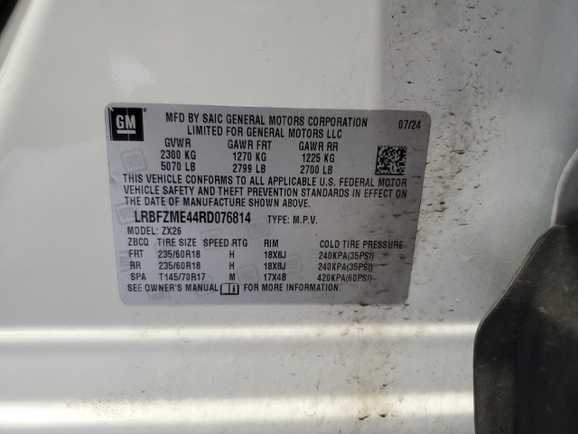 GM
MFD BY SAIC GENERAL MOTORS CORPORATION 07/24
LIMITED FOR GENERAL MOTORS LLC
GVWR GAWR FRT GAWR RR
2300 KG 1270 KG 1225 KG
5070 LB 2799 LB 2700 LB
THIS VEHICLE CONFORMS TO ALL APPLICABLE U.S. FEDERAL MOTOR
VEHICLE SAFETY AND THEFT PREVENTION STANDARDS IN EFFECT ON
THE DATE OF MANUFACTURE SHOWN ABOVE.
LRBFZME44RD076814 TYPE: M.P.V.
MODEL: ZX26
ZBCQ TIRE SIZE SPEED RTG RIM COLD TIRE PRESSURE
FRT 235/60R18 H 18X8J 240KPA(35PSI)
RR 235/60R18 H 18X8J 240KPA(35PSI)
SPA T145/70R17 M 17X4B 420KPA(60PSI)
SEE OWNER'S MANUAL FOR MORE INFORMATION.